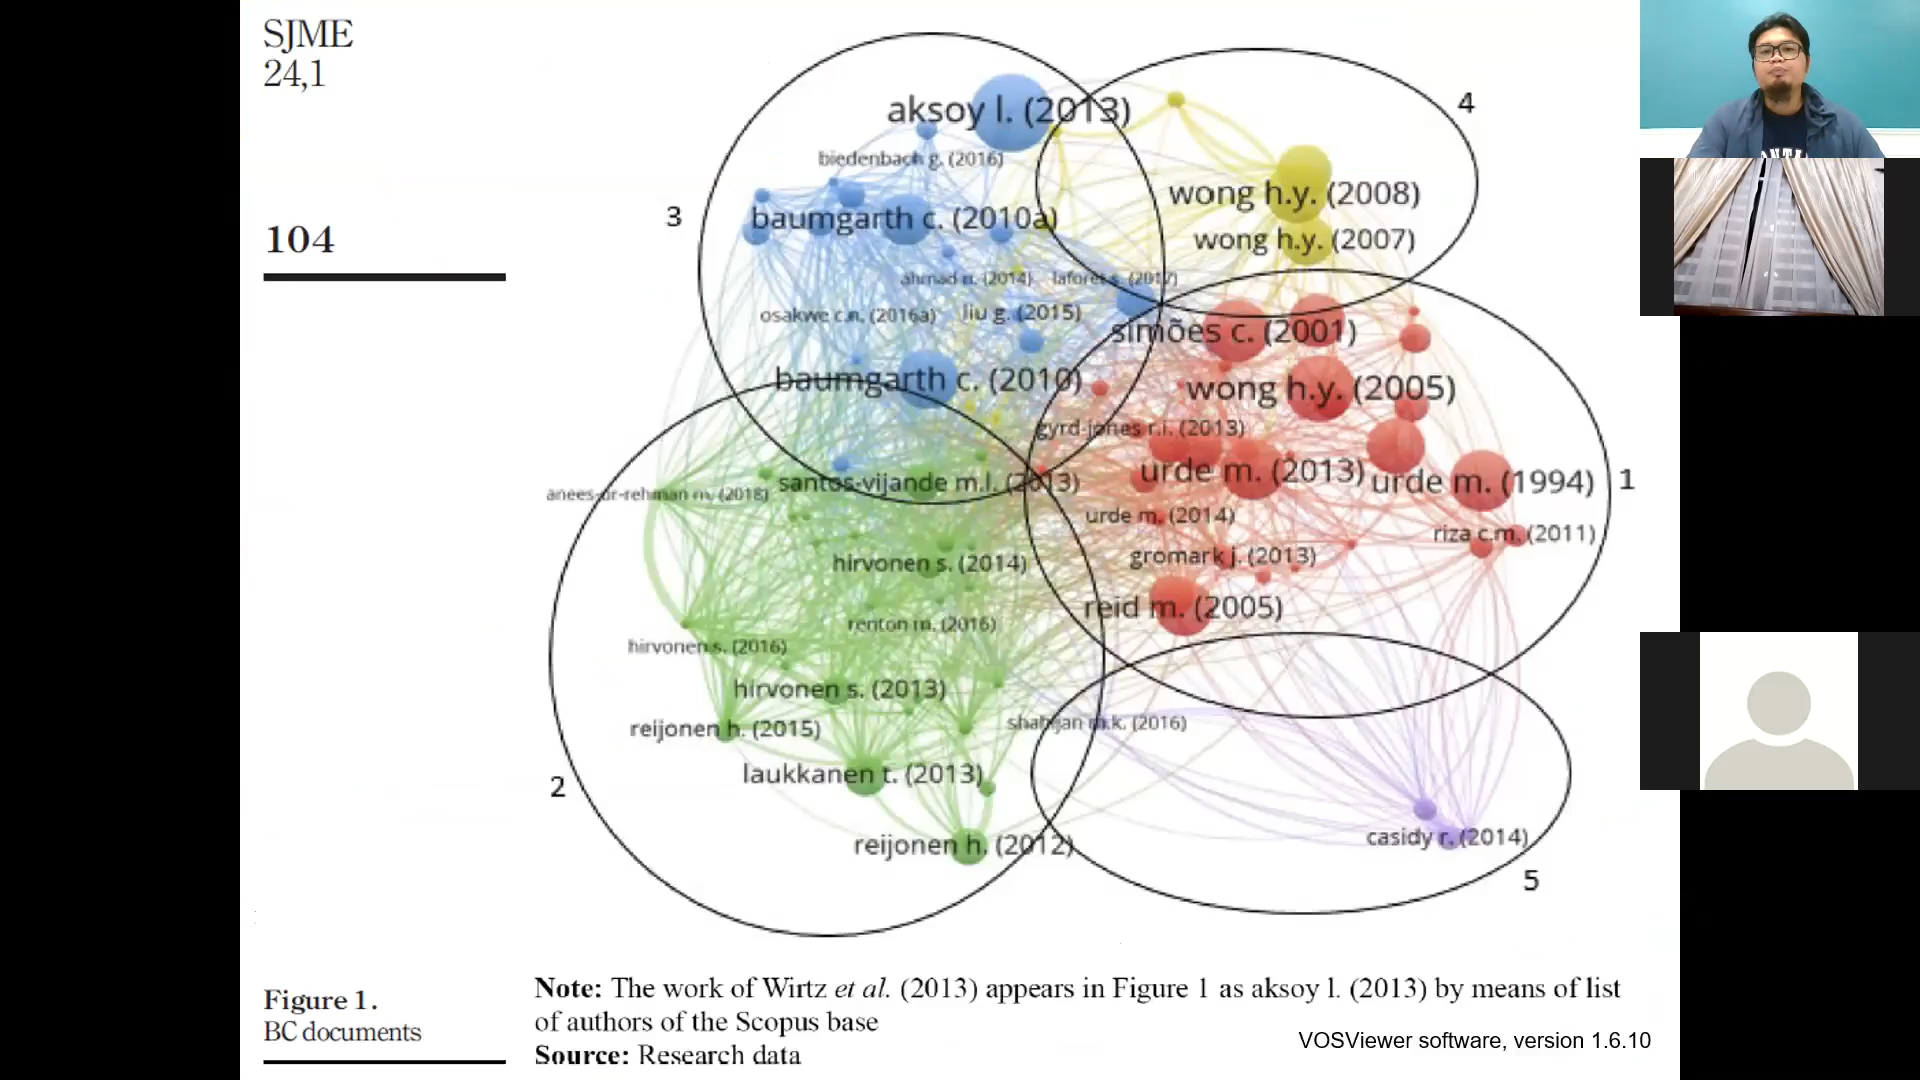 SJME
24,1
104
aksoy l. (2013)
4
biedenbach g. (2016)
wong h.y. (2008)
3
baumgarth c. (2010a)
wong h.y. (2007)
ahmad n. (2014)
laforet s. (2017)
osakwe c.n. (2016a)
liu g. (2015)
simões c. (2001)
baumgarth c. (2010)
wong h.y. (2005)
gyrd-jones r.i. (2013)
urde m. (2013)
urde m. (1994)
1
santos-vijande m.l. (2013)
anees-ur-rehman m. (2018)
urde m. (2014)
riza c.m. (2011)
gromark j. (2013)
hirvonen s. (2014)
reid m. (2005)
renton m. (2016)
hirvonen s. (2016)
hirvonen s. (2013)
reijonen h. (2015)
shahijan m.k. (2016)
laukkanen t. (2013)
2
reijonen h. (2012)
casidy r. (2014)
5
Figure 1.
BC documents
Note: The work of Wirtz et al. (2013) appears in Figure 1 as aksoy l. (2013) by means of list
of authors of the Scopus base
Source: Research data
VOSViewer software, version 1.6.10